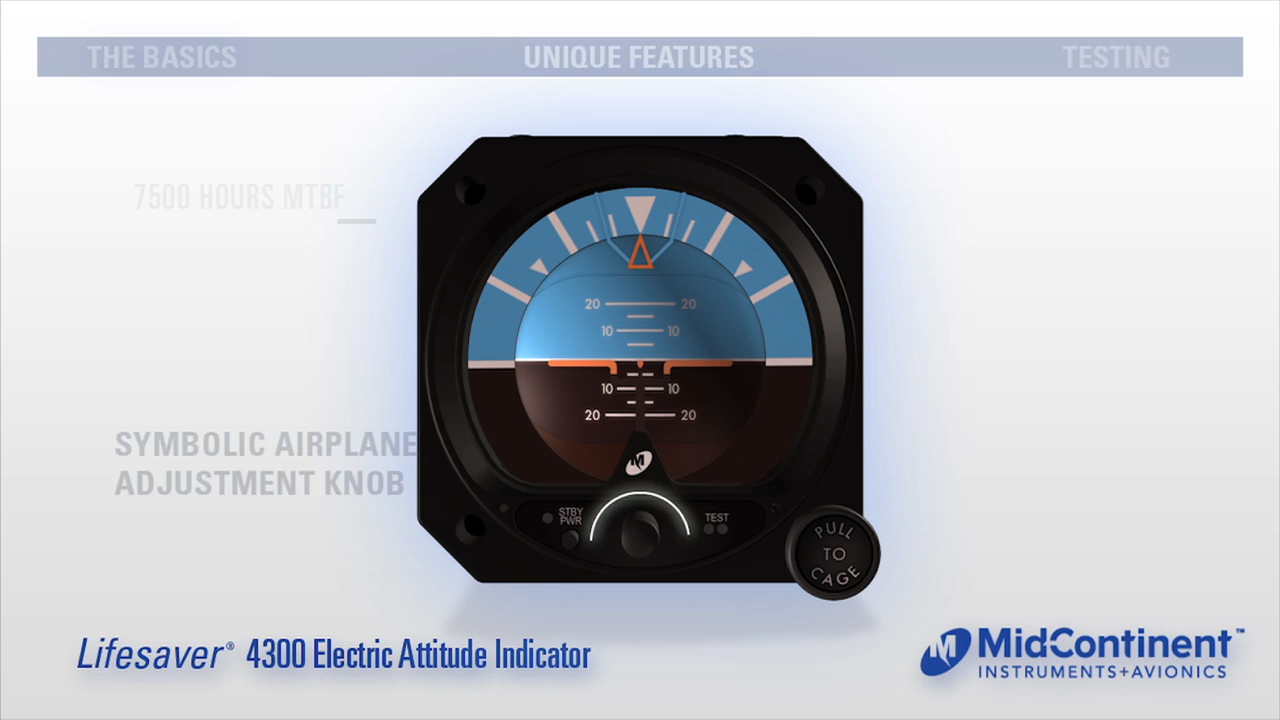 THE BASICS UNIQUE FEATURES TESTING
7500 HOURS MTBF
SYMBOLIC AIRPLANE
ADJUSTMENT KNOB
20 20
10 10
10 10
20 20
M
STBY
PWR
TEST
PULL
TO
CAGE
Lifesaver® 4300 Electric Attitude Indicator
M MidContinent™
INSTRUMENTS+AVIONICS